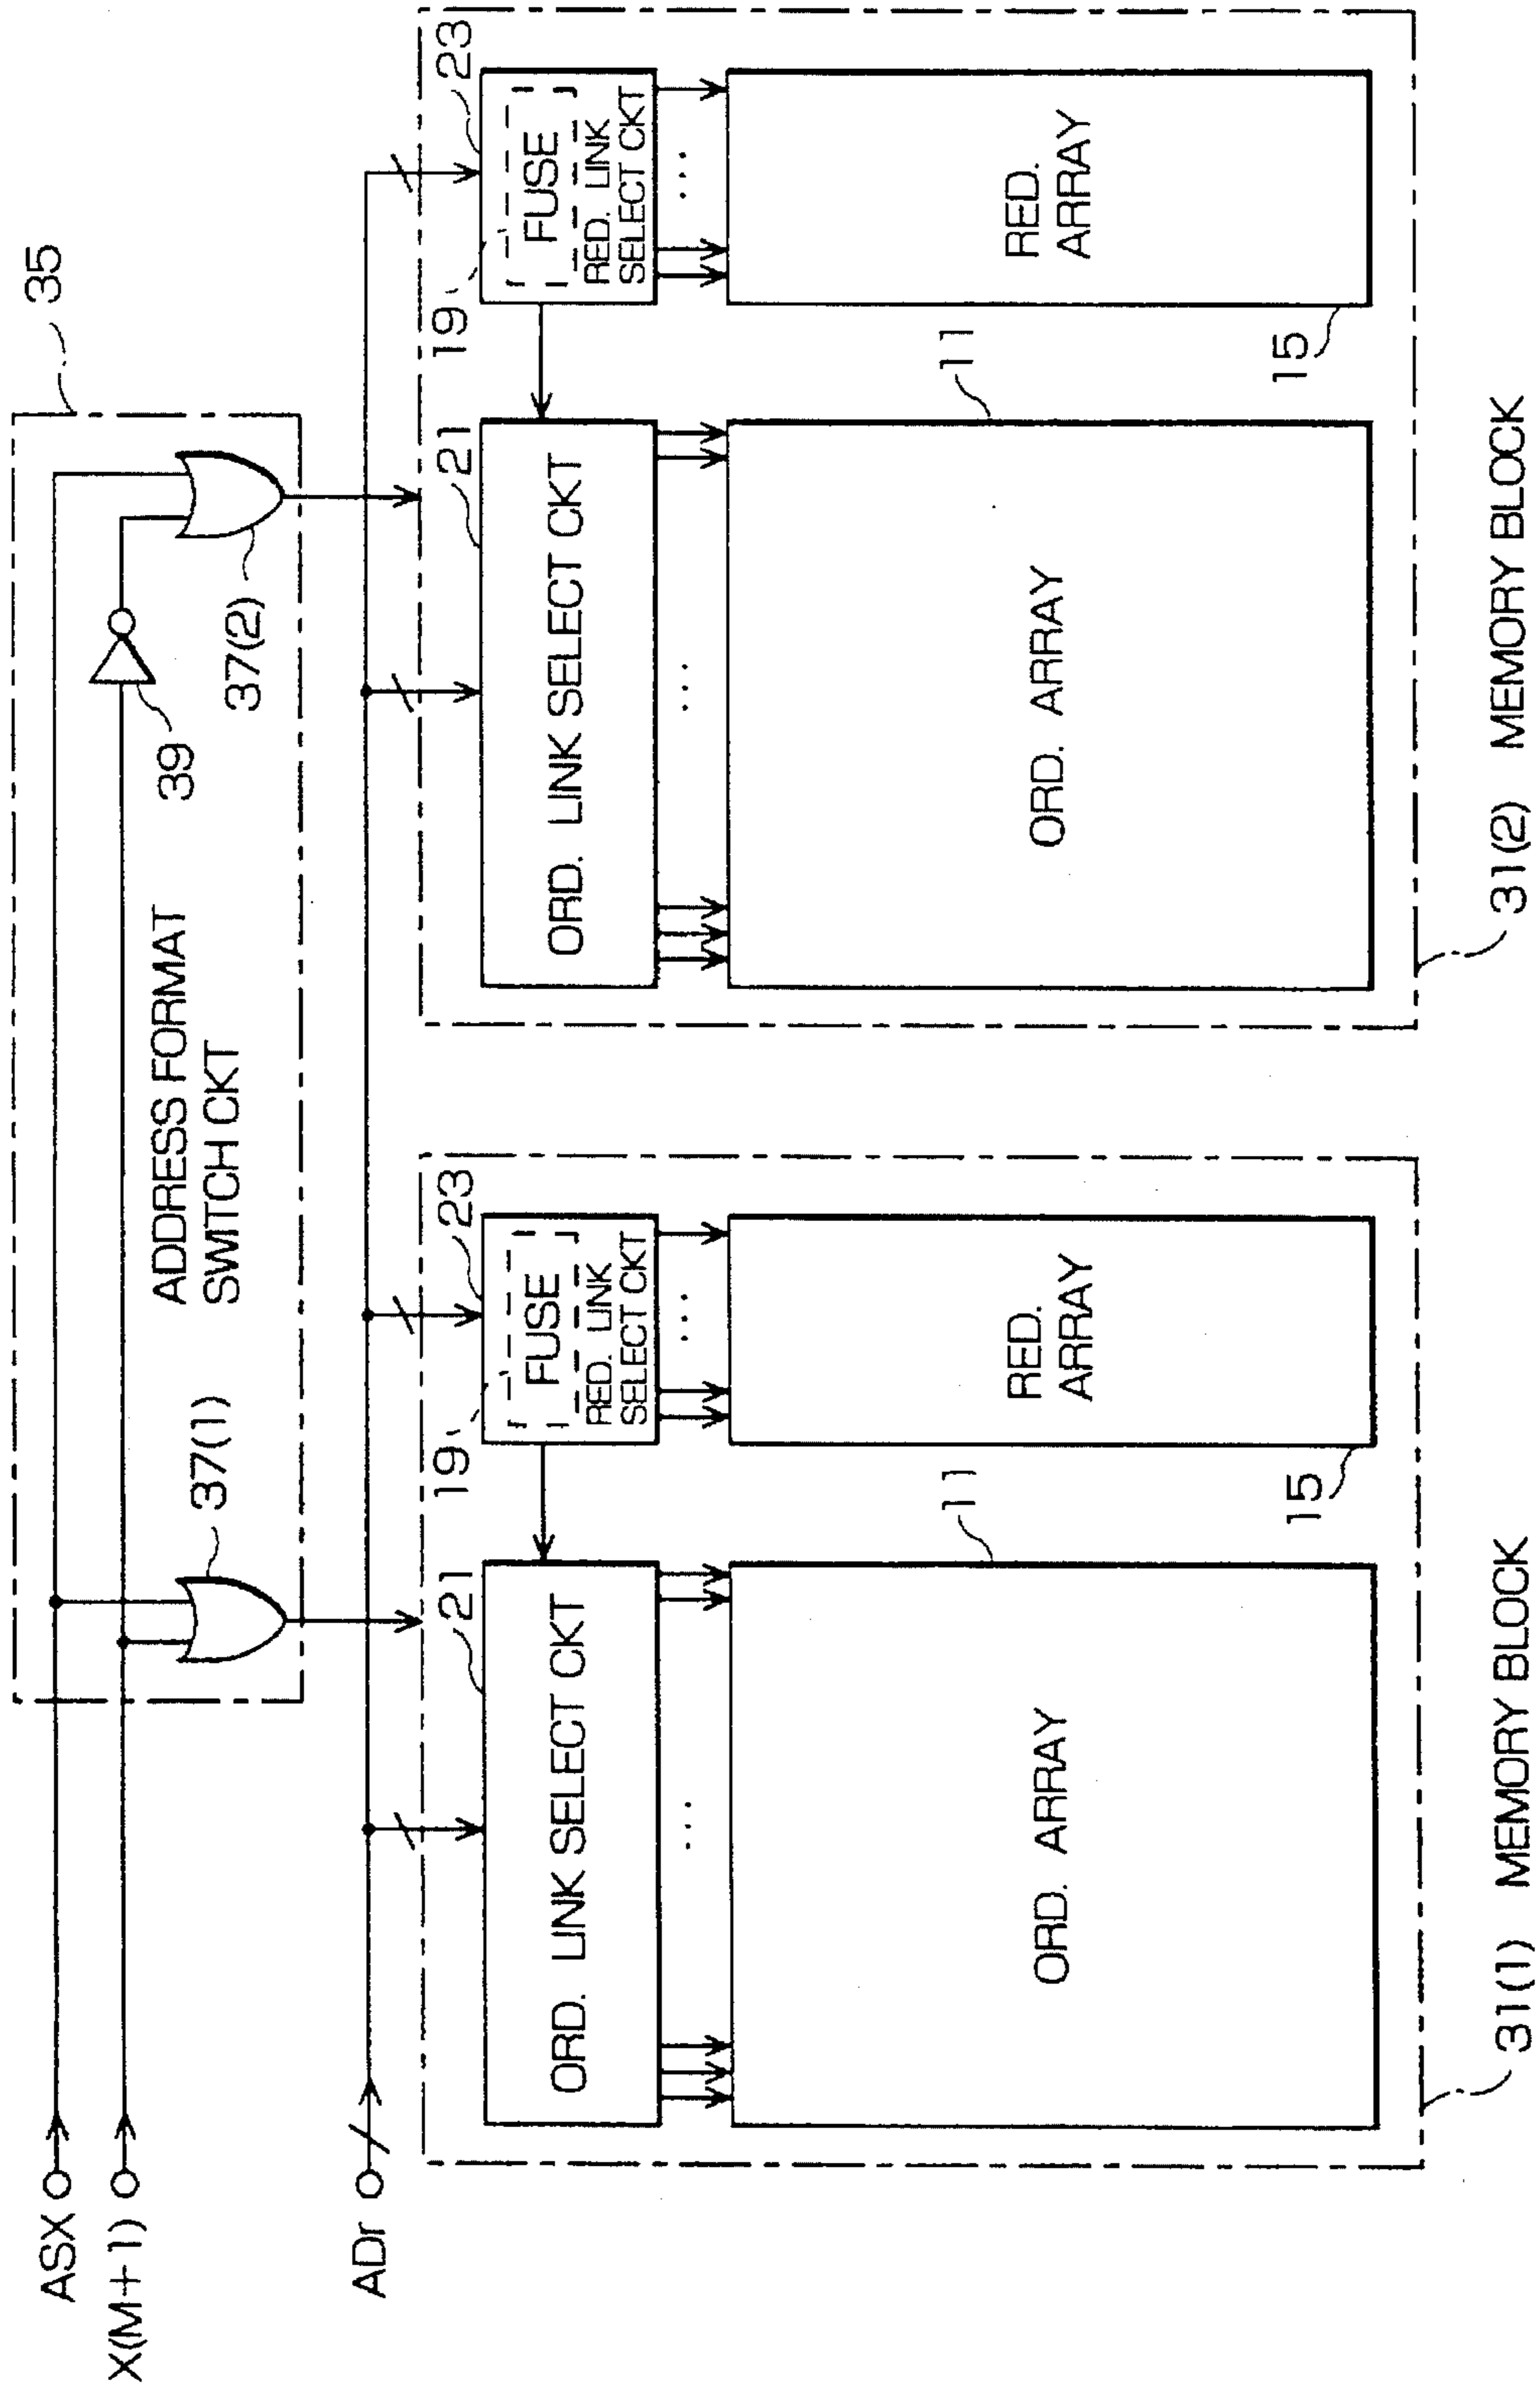 35
ASX
X(M+1)
37(1)
ADDRESS FORMAT
SWITCH CKT
39
37(2)
ADr
21
ORD. LINK SELECT CKT
19
23
FUSE
RED. LINK
SELECT CKT
...
...
11
ORD. ARRAY
15
RED.
ARRAY
31(1) MEMORY BLOCK
21
ORD. LINK SELECT CKT
19
23
FUSE
RED. LINK
SELECT CKT
...
...
11
ORD. ARRAY
15
RED.
ARRAY
31(2) MEMORY BLOCK